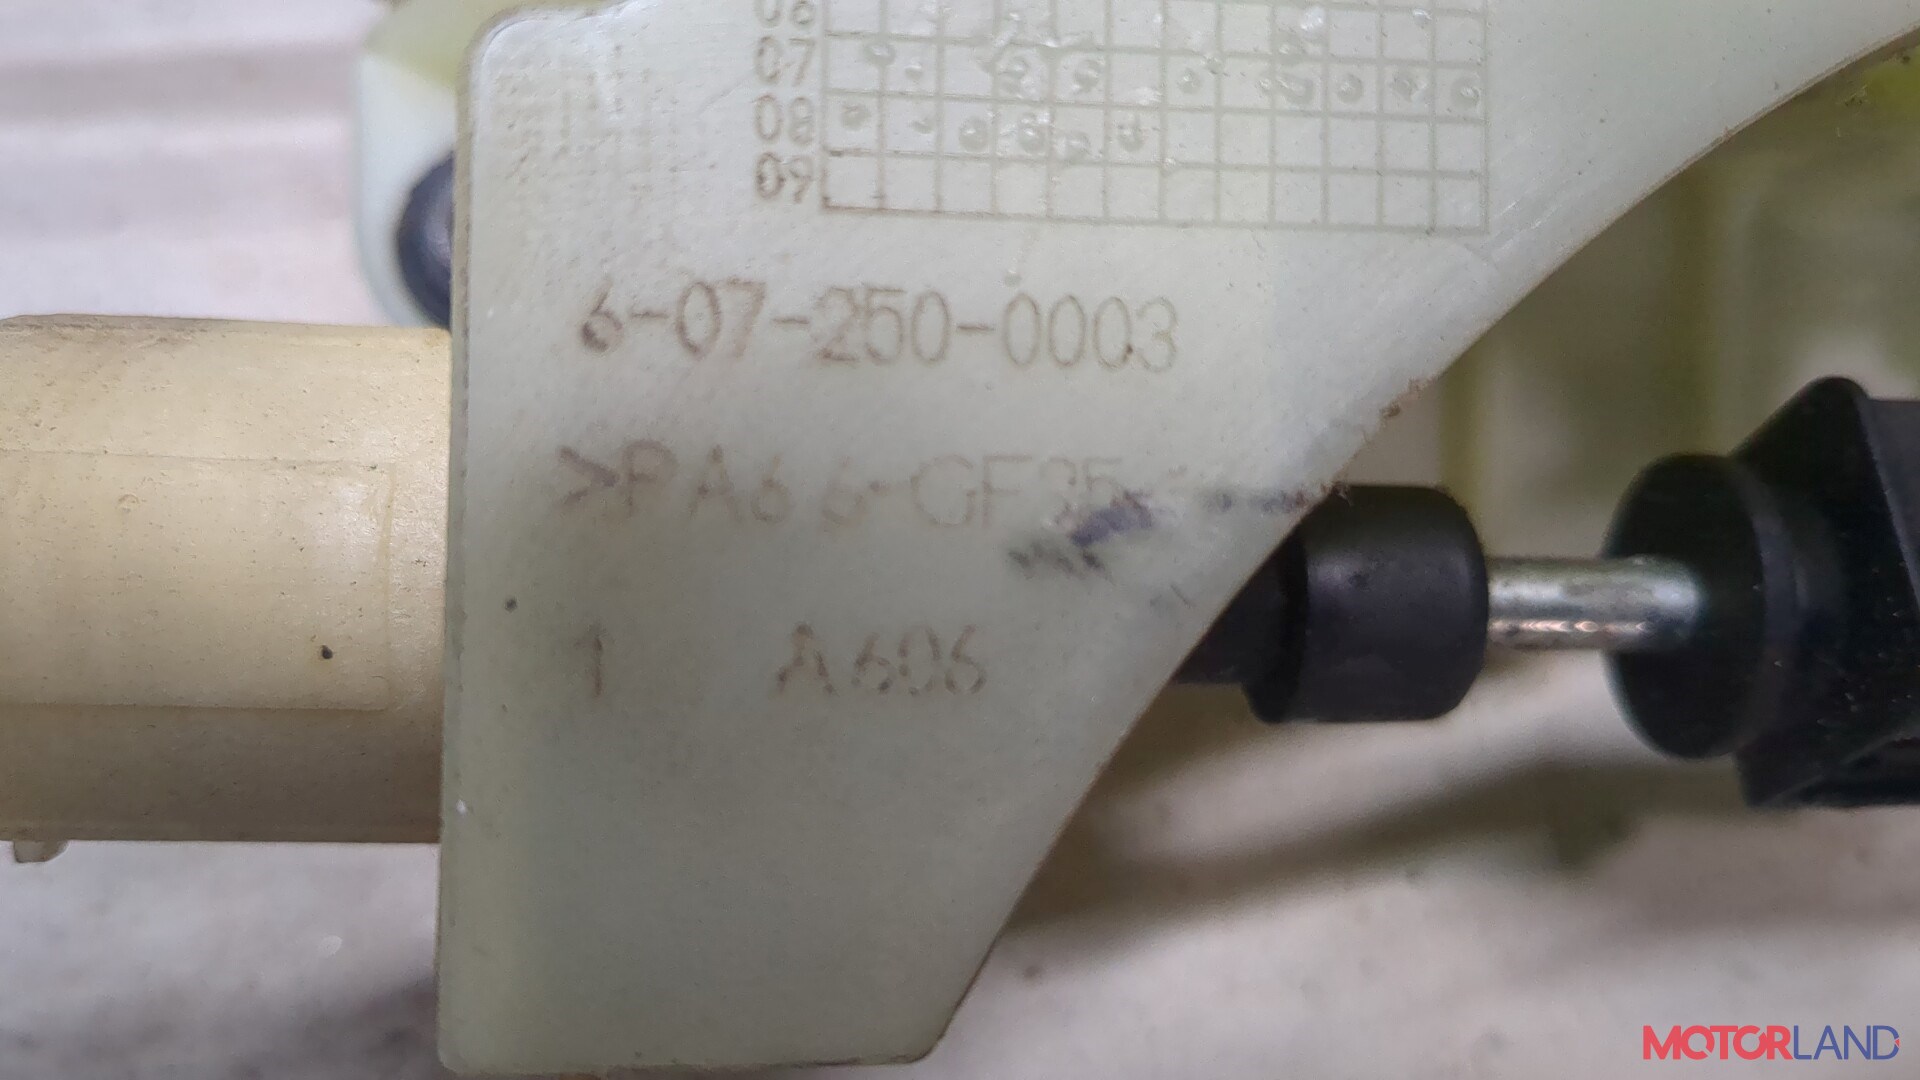 06
07
08
09
6-07-250-0003
>PA66-GF35
1 A606
MOTORLAND